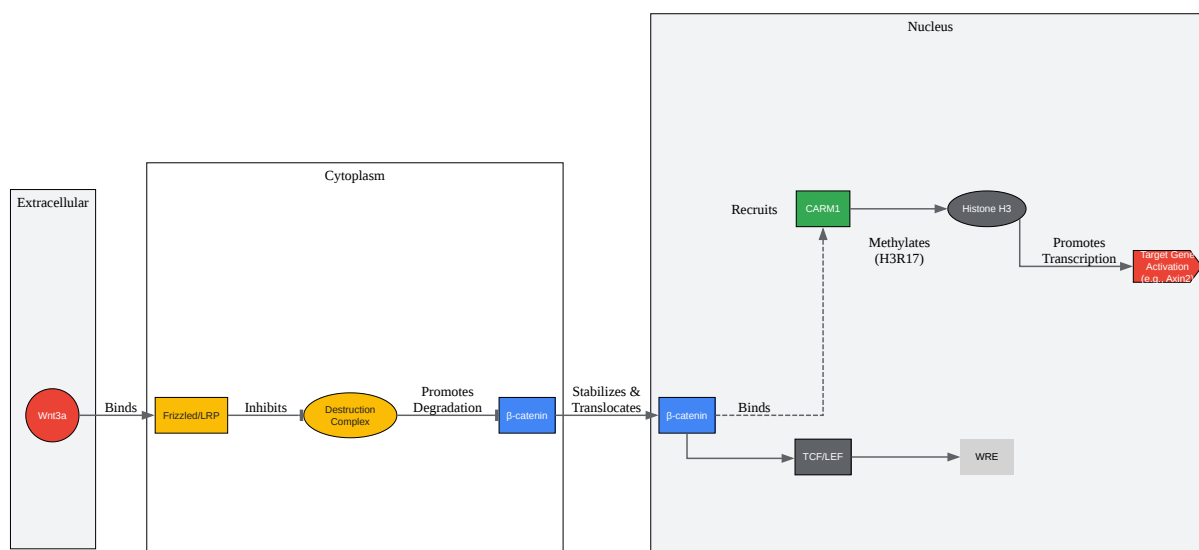 Nucleus
Cytoplasm
Extracellular
Recruits
CARM1
Histone H3
Methylates
(H3R17)
Promotes
Transcription
Target Gene
Activation
(e.g., Axin2)
Wnt3a
Binds
Frizzled/LRP
Inhibits
Destruction
Complex
Promotes
Degradation
β-catenin
Stabilizes &
Translocates
β-catenin
Binds
TCF/LEF
WRE